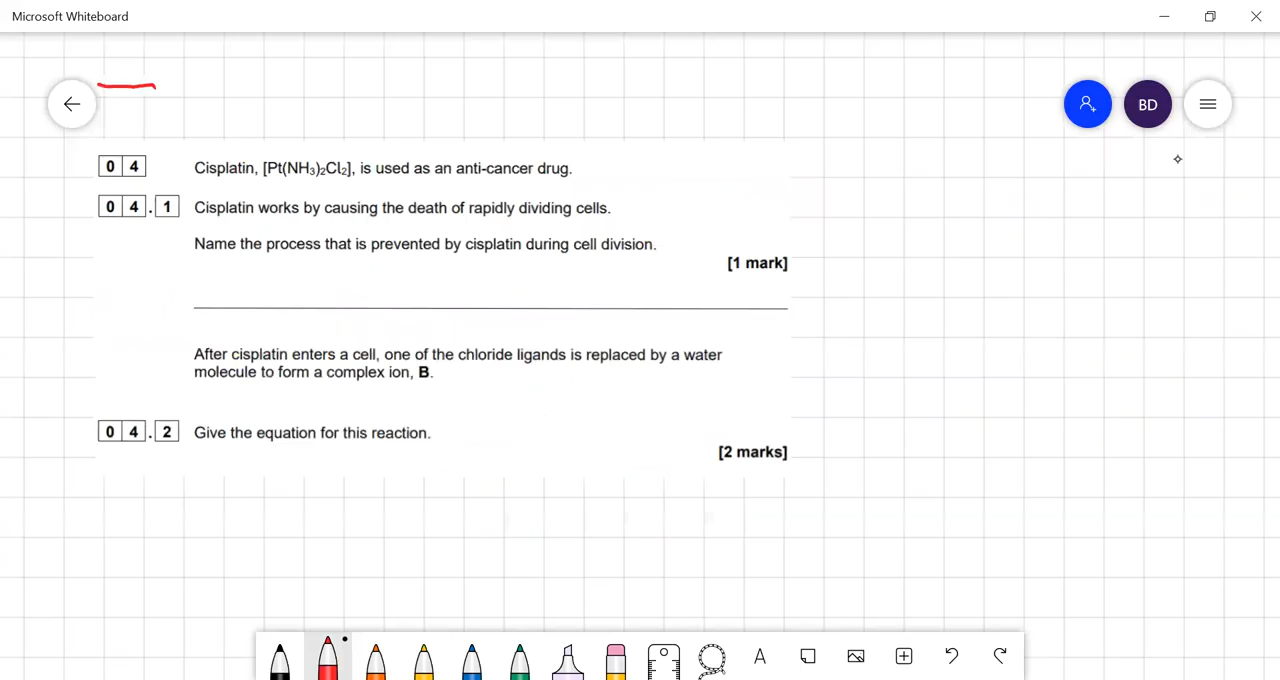 Microsoft Whiteboard
BD
0 4 Cisplatin, [Pt(NH₃)₂Cl₂], is used as an anti-cancer drug.
0 4 . 1 Cisplatin works by causing the death of rapidly dividing cells.
Name the process that is prevented by cisplatin during cell division.
[1 mark]
After cisplatin enters a cell, one of the chloride ligands is replaced by a water
molecule to form a complex ion, B.
0 4 . 2 Give the equation for this reaction.
[2 marks]